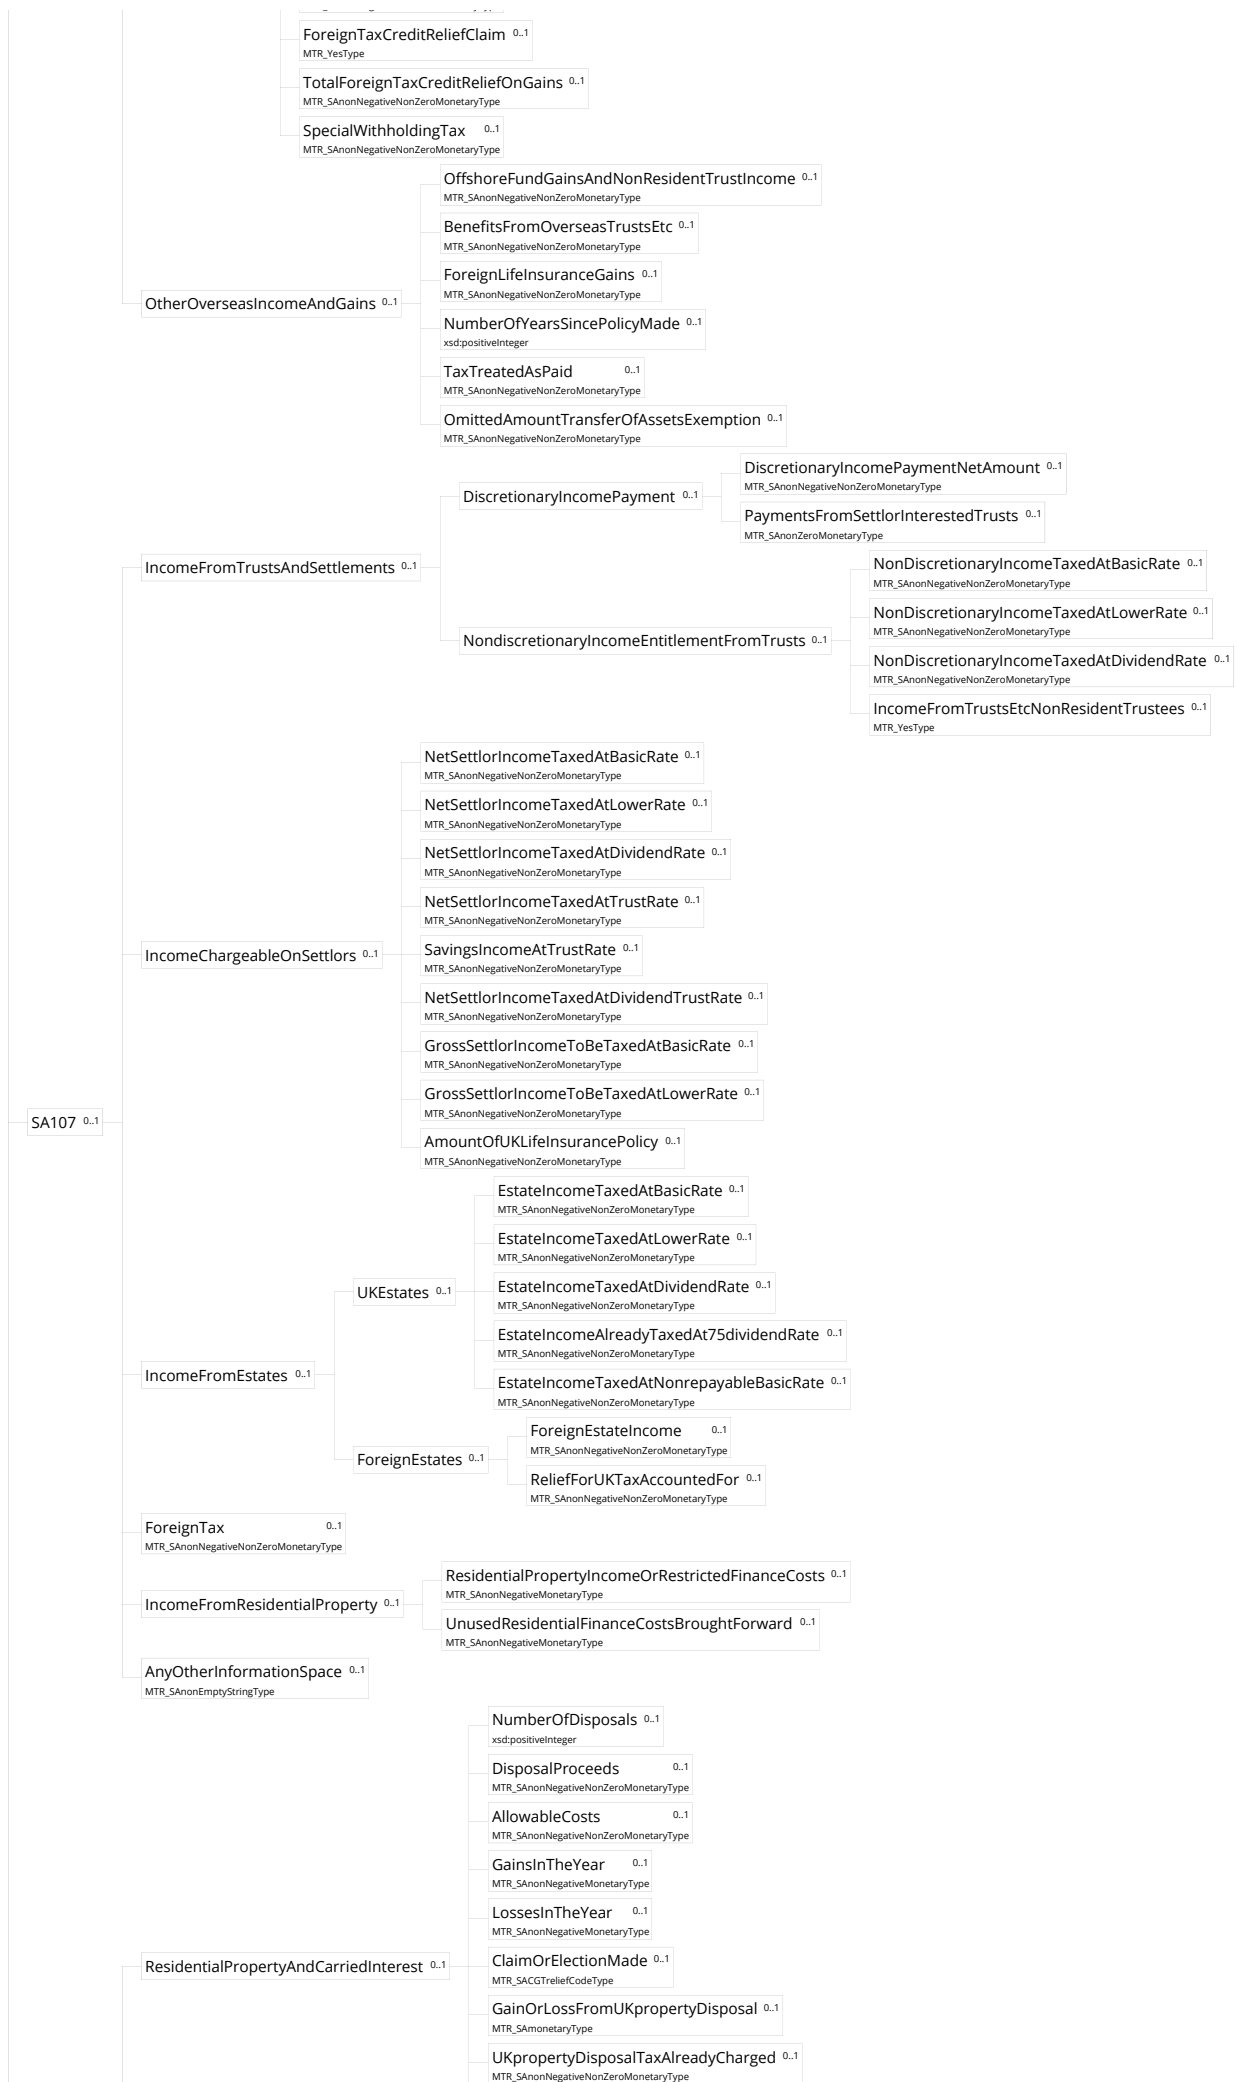 ForeignTaxCreditReliefClaim 0..1
MTR_YesType
TotalForeignTaxCreditReliefOnGains 0..1
MTR_SAnonNegativeNonZeroMonetaryType
SpecialWithholdingTax 0..1
MTR_SAnonNegativeNonZeroMonetaryType
OtherOverseasIncomeAndGains 0..1
OffshoreFundGainsAndNonResidentTrustIncome 0..1
MTR_SAnonNegativeNonZeroMonetaryType
BenefitsFromOverseasTrustsEtc 0..1
MTR_SAnonNegativeNonZeroMonetaryType
ForeignLifeInsuranceGains 0..1
MTR_SAnonNegativeNonZeroMonetaryType
NumberOfYearsSincePolicyMade 0..1
xsd:positiveInteger
TaxTreatedAsPaid 0..1
MTR_SAnonNegativeNonZeroMonetaryType
OmittedAmountTransferOfAssetsExemption 0..1
MTR_SAnonNegativeNonZeroMonetaryType
SA107 0..1
IncomeFromTrustsAndSettlements 0..1
DiscretionaryIncomePayment 0..1
DiscretionaryIncomePaymentNetAmount 0..1
MTR_SAnonNegativeNonZeroMonetaryType
PaymentsFromSettlorInterestedTrusts 0..1
MTR_SAnonZeroMonetaryType
NondiscretionaryIncomeEntitlementFromTrusts 0..1
NonDiscretionaryIncomeTaxedAtBasicRate 0..1
MTR_SAnonNegativeNonZeroMonetaryType
NonDiscretionaryIncomeTaxedAtLowerRate 0..1
MTR_SAnonNegativeNonZeroMonetaryType
NonDiscretionaryIncomeTaxedAtDividendRate 0..1
MTR_SAnonNegativeNonZeroMonetaryType
IncomeFromTrustsEtcNonResidentTrustees 0..1
MTR_YesType
IncomeChargeableOnSettlors 0..1
NetSettlorIncomeTaxedAtBasicRate 0..1
MTR_SAnonNegativeNonZeroMonetaryType
NetSettlorIncomeTaxedAtLowerRate 0..1
MTR_SAnonNegativeNonZeroMonetaryType
NetSettlorIncomeTaxedAtDividendRate 0..1
MTR_SAnonNegativeNonZeroMonetaryType
NetSettlorIncomeTaxedAtTrustRate 0..1
MTR_SAnonNegativeNonZeroMonetaryType
SavingsIncomeAtTrustRate 0..1
MTR_SAnonNegativeNonZeroMonetaryType
NetSettlorIncomeTaxedAtDividendTrustRate 0..1
MTR_SAnonNegativeNonZeroMonetaryType
GrossSettlorIncomeToBeTaxedAtBasicRate 0..1
MTR_SAnonNegativeNonZeroMonetaryType
GrossSettlorIncomeToBeTaxedAtLowerRate 0..1
MTR_SAnonNegativeNonZeroMonetaryType
AmountOfUKLifeInsurancePolicy 0..1
MTR_SAnonNegativeNonZeroMonetaryType
IncomeFromEstates 0..1
UKEstates 0..1
EstateIncomeTaxedAtBasicRate 0..1
MTR_SAnonNegativeNonZeroMonetaryType
EstateIncomeTaxedAtLowerRate 0..1
MTR_SAnonNegativeNonZeroMonetaryType
EstateIncomeTaxedAtDividendRate 0..1
MTR_SAnonNegativeNonZeroMonetaryType
EstateIncomeAlreadyTaxedAt75dividendRate 0..1
MTR_SAnonNegativeNonZeroMonetaryType
EstateIncomeTaxedAtNonrepayableBasicRate 0..1
MTR_SAnonNegativeNonZeroMonetaryType
ForeignEstates 0..1
ForeignEstateIncome 0..1
MTR_SAnonNegativeNonZeroMonetaryType
ReliefForUKTaxAccountedFor 0..1
MTR_SAnonNegativeNonZeroMonetaryType
ForeignTax 0..1
MTR_SAnonNegativeNonZeroMonetaryType
IncomeFromResidentialProperty 0..1
ResidentialPropertyIncomeOrRestrictedFinanceCosts 0..1
MTR_SAnonNegativeMonetaryType
UnusedResidentialFinanceCostsBroughtForward 0..1
MTR_SAnonNegativeMonetaryType
AnyOtherInformationSpace 0..1
MTR_SAnonEmptyStringType
ResidentialPropertyAndCarriedInterest 0..1
NumberOfDisposals 0..1
xsd:positiveInteger
DisposalProceeds 0..1
MTR_SAnonNegativeNonZeroMonetaryType
AllowableCosts 0..1
MTR_SAnonNegativeNonZeroMonetaryType
GainsInTheYear 0..1
MTR_SAnonNegativeMonetaryType
LossesInTheYear 0..1
MTR_SAnonNegativeMonetaryType
ClaimOrElectionMade 0..1
MTR_SACGTreliefCodeType
GainOrLossFromUKpropertyDisposal 0..1
MTR_SAmonetaryType
UKpropertyDisposalTaxAlreadyCharged 0..1
MTR_SAnonNegativeNonZeroMonetaryType